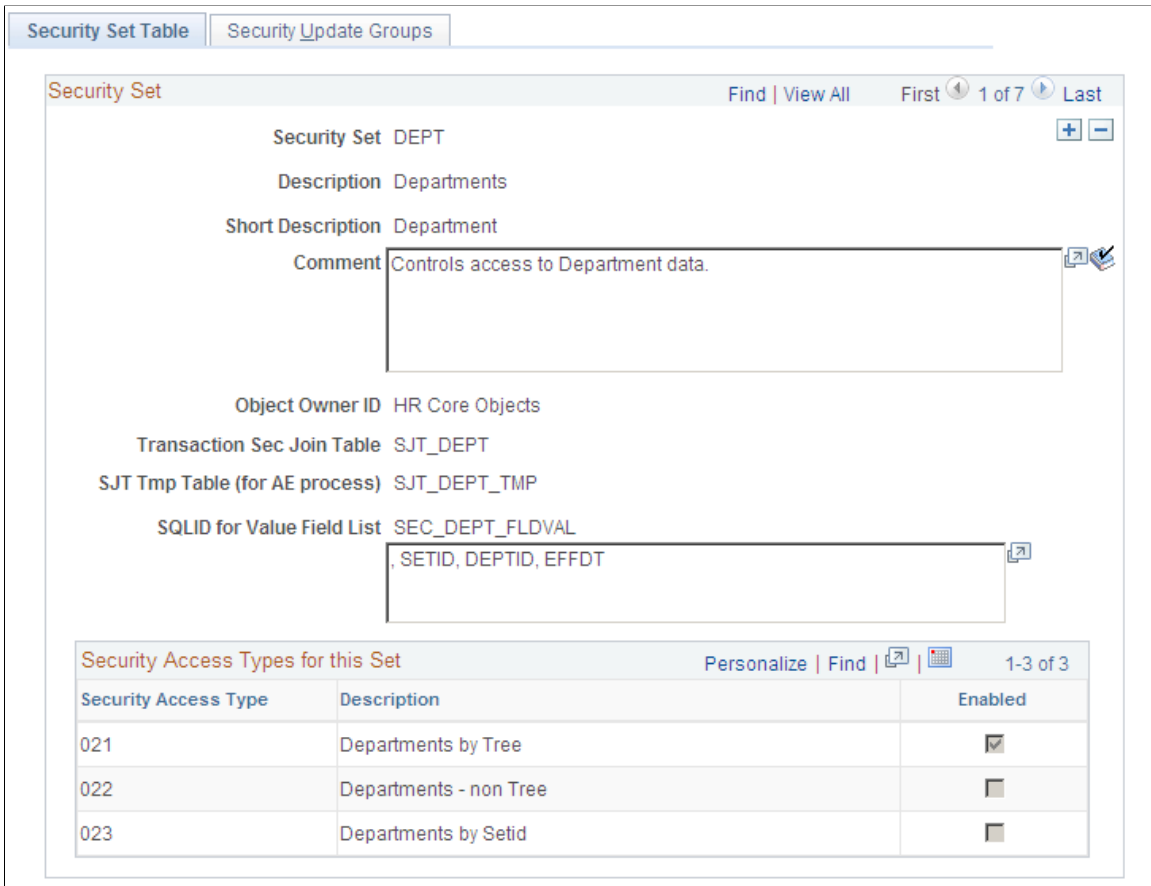 Security Set Table Security Update Groups
Security Set Find | View All First 1 of 7 Last
Security Set DEPT
Description Departments
Short Description Department
Comment Controls access to Department data.
Object Owner ID HR Core Objects
Transaction Sec Join Table SJT_DEPT
SJT Tmp Table (for AE process) SJT_DEPT_TMP
SQLID for Value Field List SEC_DEPT_FLDVAL
, SETID, DEPTID, EFFDT
Security Access Types for this Set Personalize | Find | | 1-3 of 3
Security Access Type Description Enabled
021 Departments by Tree
022 Departments - non Tree
023 Departments by Setid